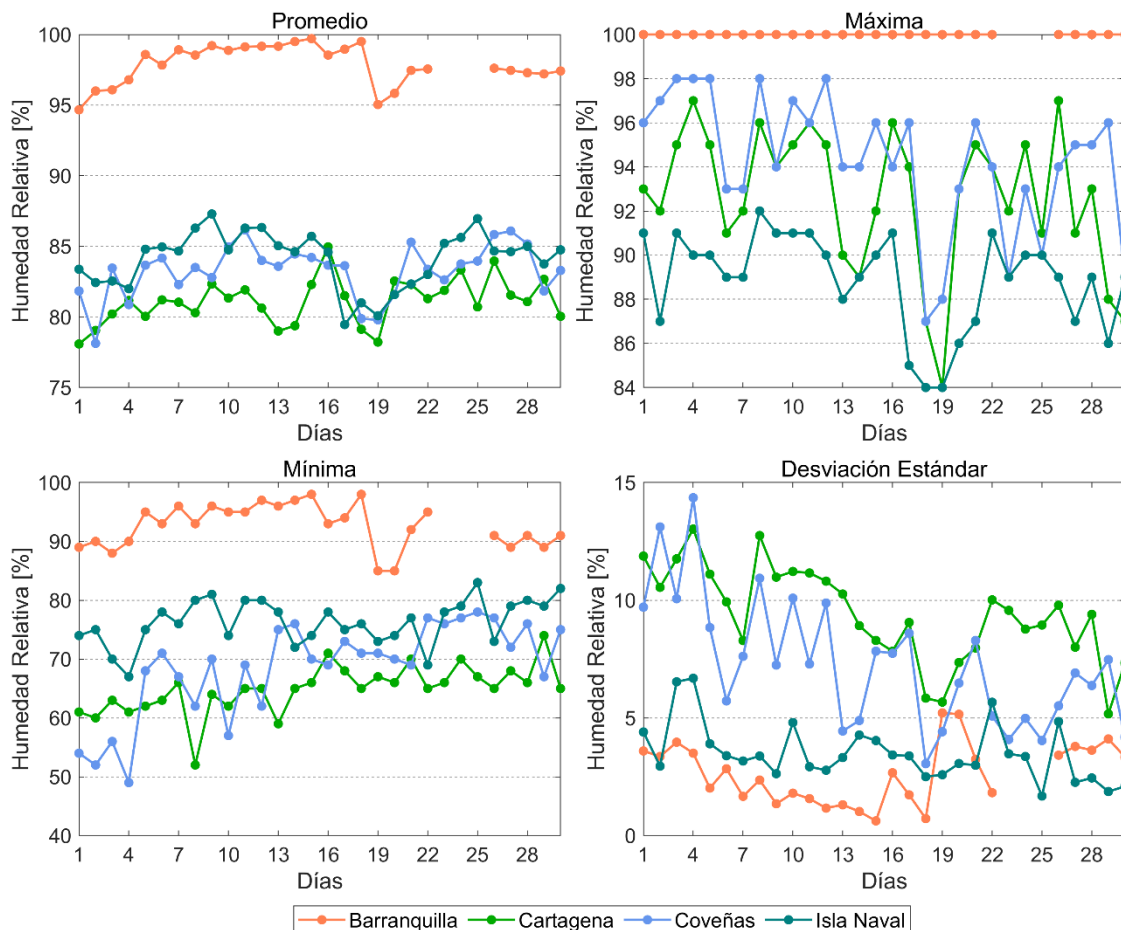 Promedio
Humedad Relativa [%]
100
95
90
85
80
75
1 4 7 10 13 16 19 22 25 28
Días
Máxima
Humedad Relativa [%]
100
98
96
94
92
90
88
86
84
1 4 7 10 13 16 19 22 25 28
Días
Mínima
Humedad Relativa [%]
100
90
80
70
60
50
40
1 4 7 10 13 16 19 22 25 28
Días
Desviación Estándar
Humedad Relativa [%]
15
10
5
0
1 4 7 10 13 16 19 22 25 28
Días
Barranquilla Cartagena Coveñas Isla Naval